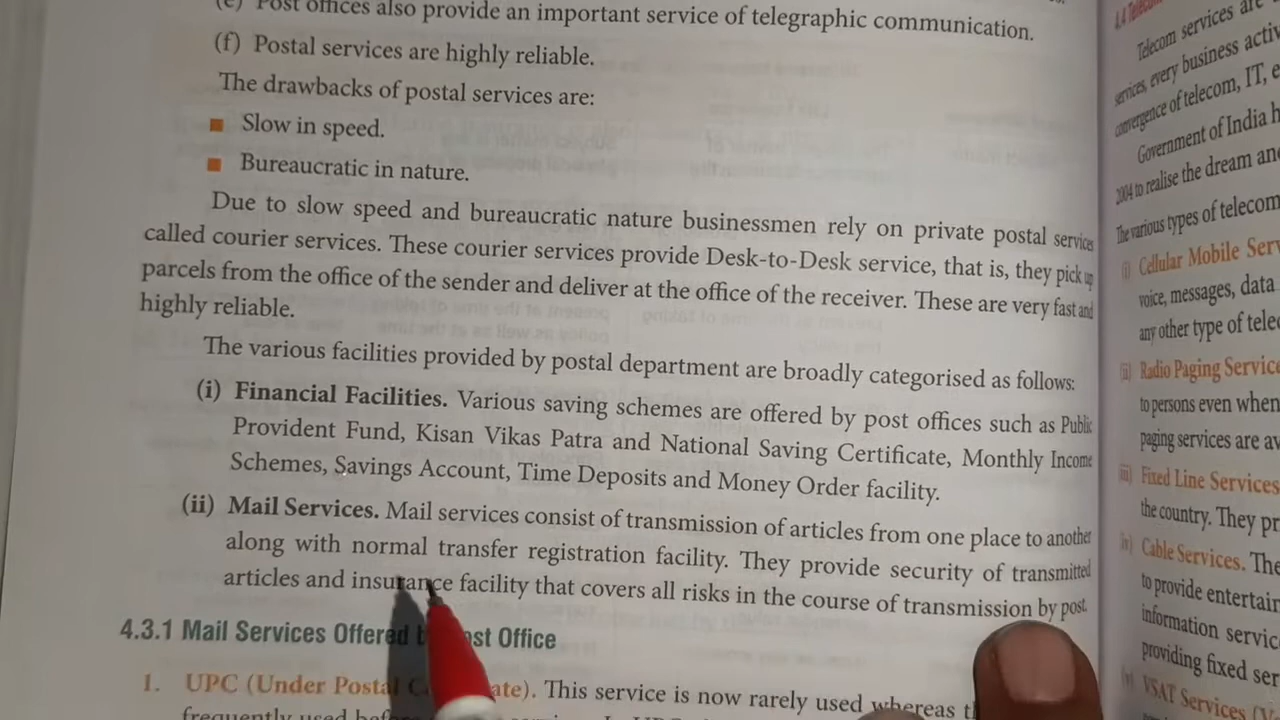 (e) Post offices also provide an important service of telegraphic communication.
(f) Postal services are highly reliable.
The drawbacks of postal services are:
■ Slow in speed.
■ Bureaucratic in nature.
Due to slow speed and bureaucratic nature businessmen rely on private postal services
called courier services. These courier services provide Desk-to-Desk service, that is, they pick up
parcels from the office of the sender and deliver at the office of the receiver. These are very fast and
highly reliable.
The various facilities provided by postal department are broadly categorised as follows:
(i) Financial Facilities. Various saving schemes are offered by post offices such as Public
Provident Fund, Kisan Vikas Patra and National Saving Certificate, Monthly Income
Schemes, Savings Account, Time Deposits and Money Order facility.
(ii) Mail Services. Mail services consist of transmission of articles from one place to another
along with normal transfer registration facility. They provide security of transmitted
articles and insurance facility that covers all risks in the course of transmission by post.
4.3.1 Mail Services Offered Post Office
1. UPC (Under Postal This service is now rarely used whereas
frequently used
4.4
Telecom services are
services, every business
convergence of telecom, IT,
Government of India
2004 to realise the dream
The various types of telecom
(i) Cellular Mobile
voice, messages, data
any other type of
(ii) Radio Paging
to persons even when
paging services are
(iii) Fixed Line Services
the country. They
(iv) Cable Services. The
to provide
information
providing fixed
(v) VSAT Services